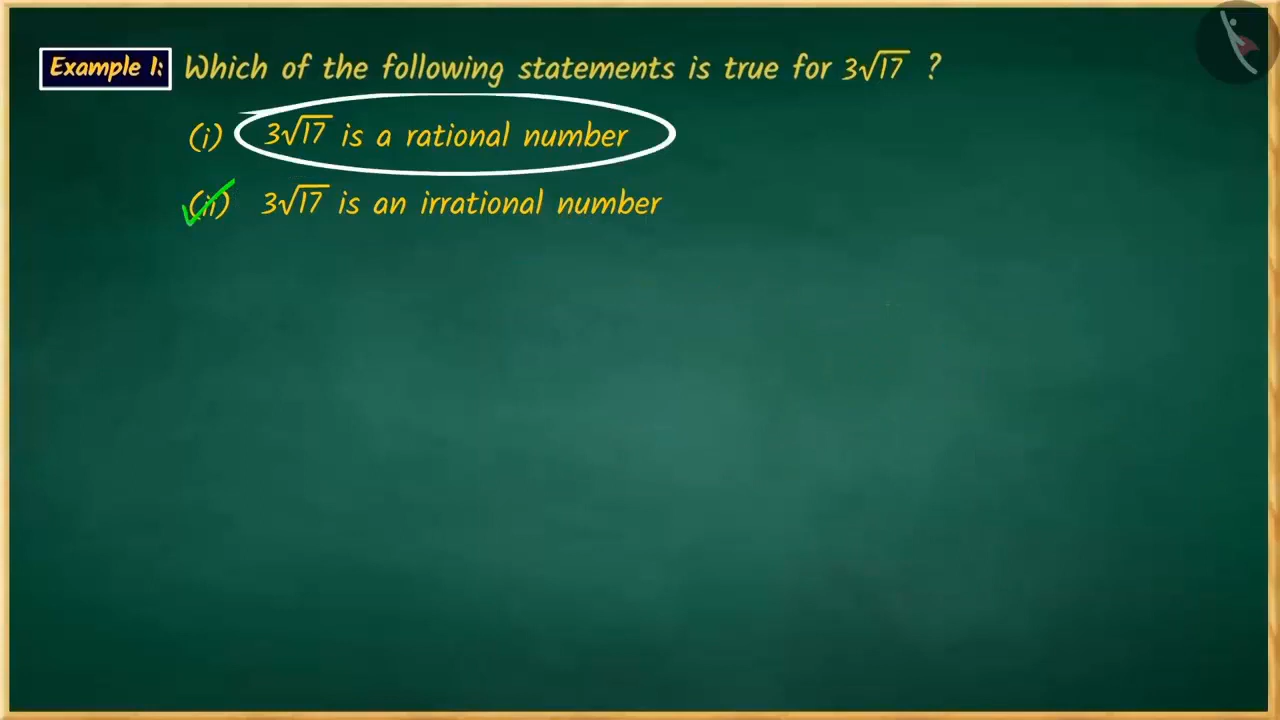 Example 1: Which of the following statements is true for 3√17 ?
(i) 3√17 is a rational number
(ii) 3√17 is an irrational number